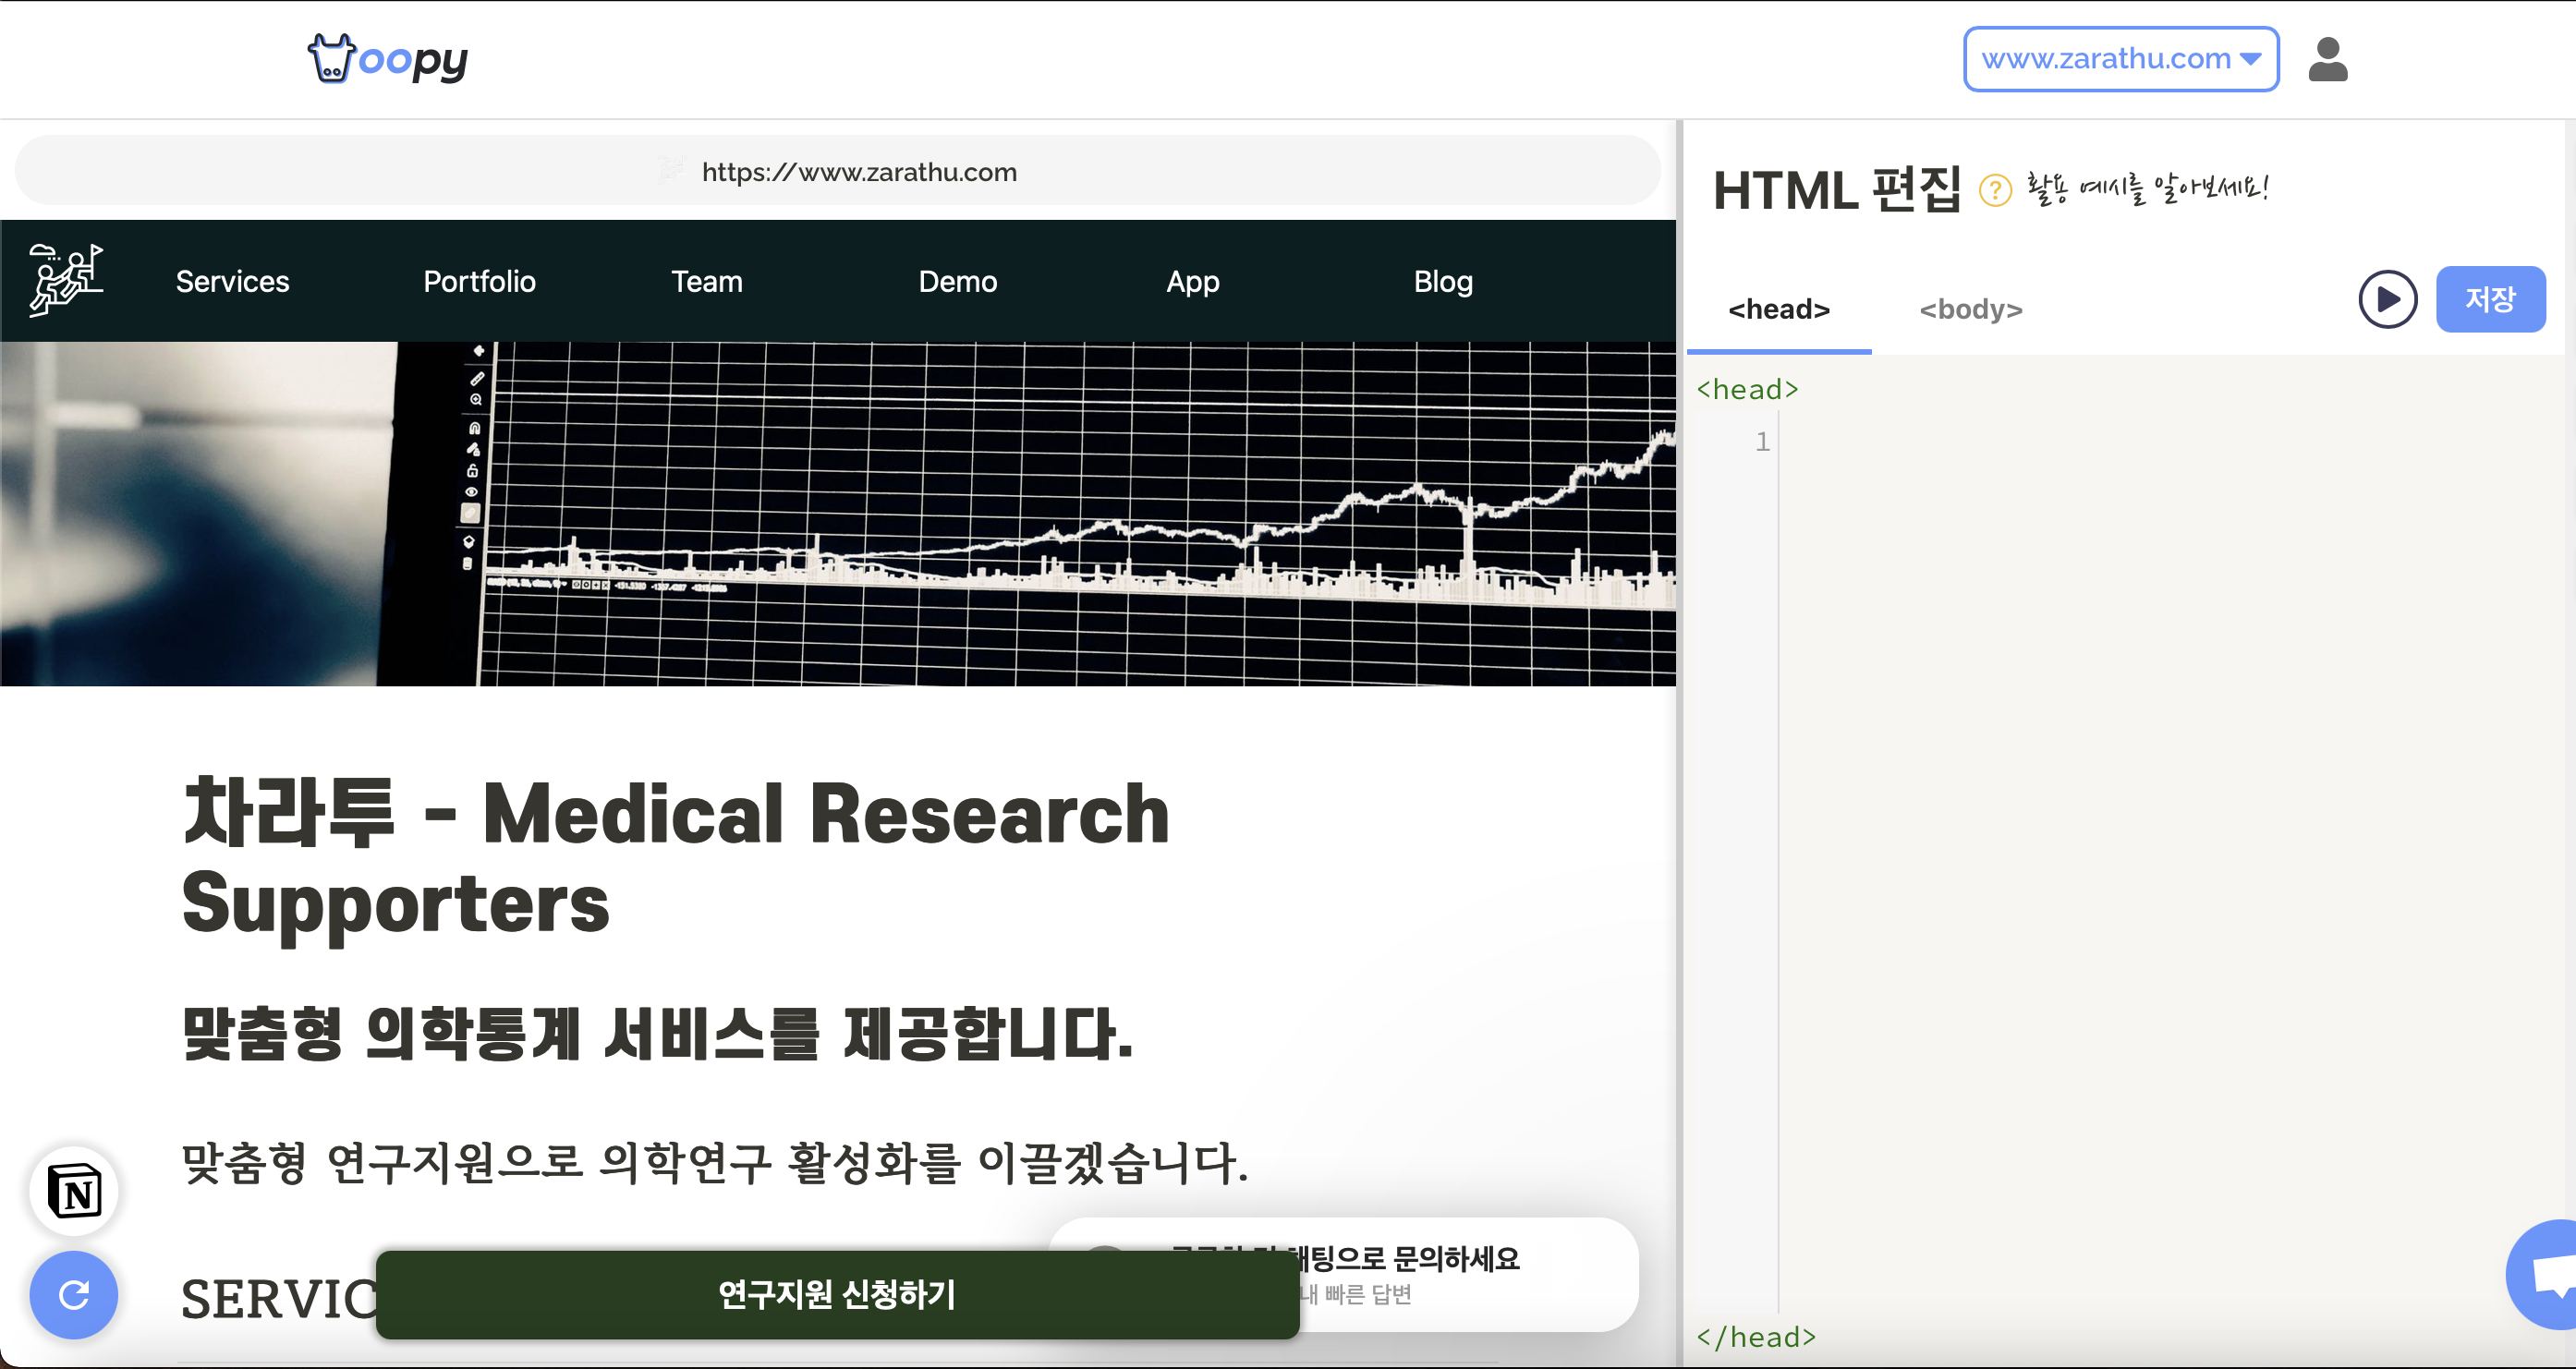 oopy
www.zarathu.com
https://www.zarathu.com
HTML 편집
? 활용 예시를 알아보세요!
Services
Portfolio
Team
Demo
App
Blog
<head>
<body>
저장
<head>
1
차라투 - Medical Research
Supporters
맞춤형 의학통계 서비스를 제공합니다.
맞춤형 연구지원으로 의학연구 활성화를 이끌겠습니다.
N
채팅으로 문의하세요
내 빠른 답변
SERVIC
연구지원 신청하기
</head>